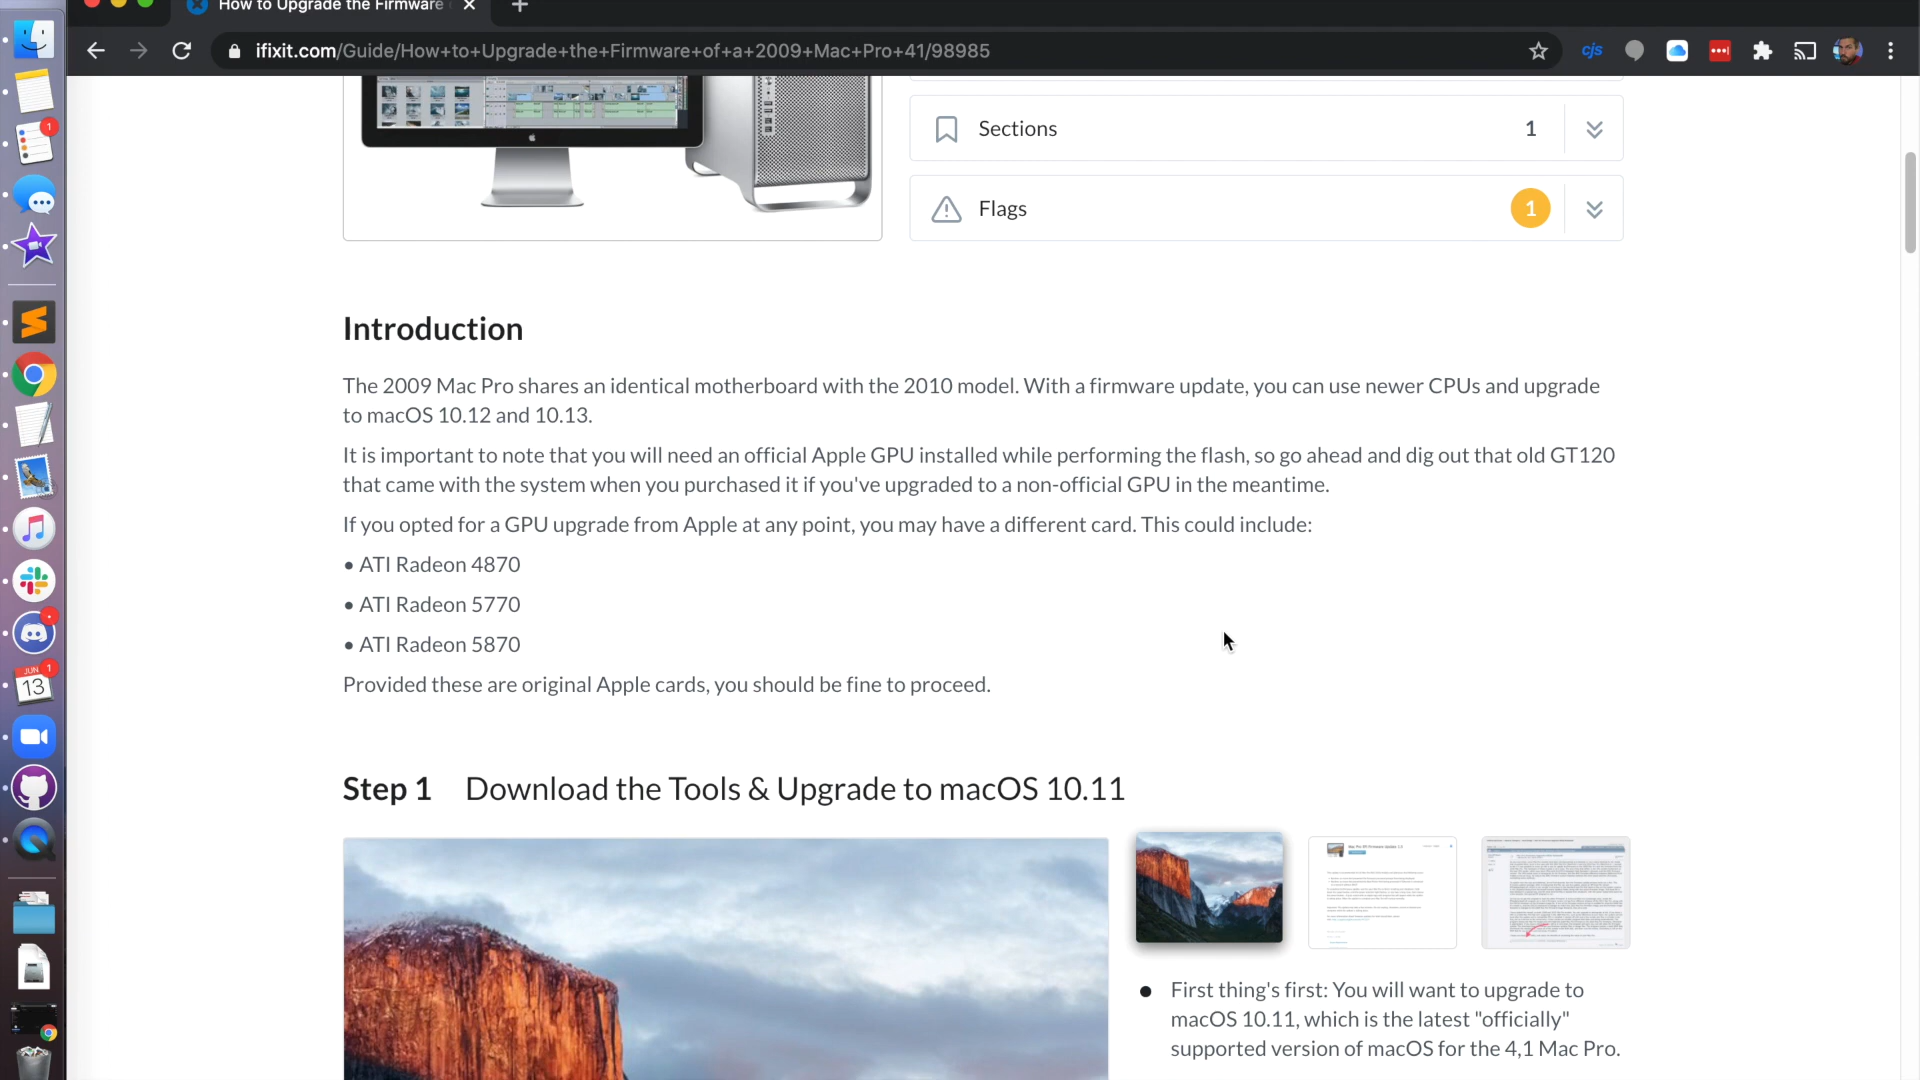 How to Upgrade the Firmware
ifixit.com/Guide/How+to+Upgrade+the+Firmware+of+a+2009+Mac+Pro+41/98985
cjs
Sections
1
Flags
1
Introduction
The 2009 Mac Pro shares an identical motherboard with the 2010 model. With a firmware update, you can use newer CPUs and upgrade
to macOS 10.12 and 10.13.
It is important to note that you will need an official Apple GPU installed while performing the flash, so go ahead and dig out that old GT120
that came with the system when you purchased it if you've upgraded to a non-official GPU in the meantime.
If you opted for a GPU upgrade from Apple at any point, you may have a different card. This could include:
• ATI Radeon 4870
• ATI Radeon 5770
• ATI Radeon 5870
Provided these are original Apple cards, you should be fine to proceed.
Step 1 Download the Tools & Upgrade to macOS 10.11
• First thing's first: You will want to upgrade to
macOS 10.11, which is the latest "officially"
supported version of macOS for the 4,1 Mac Pro.
1
JUN
1
13